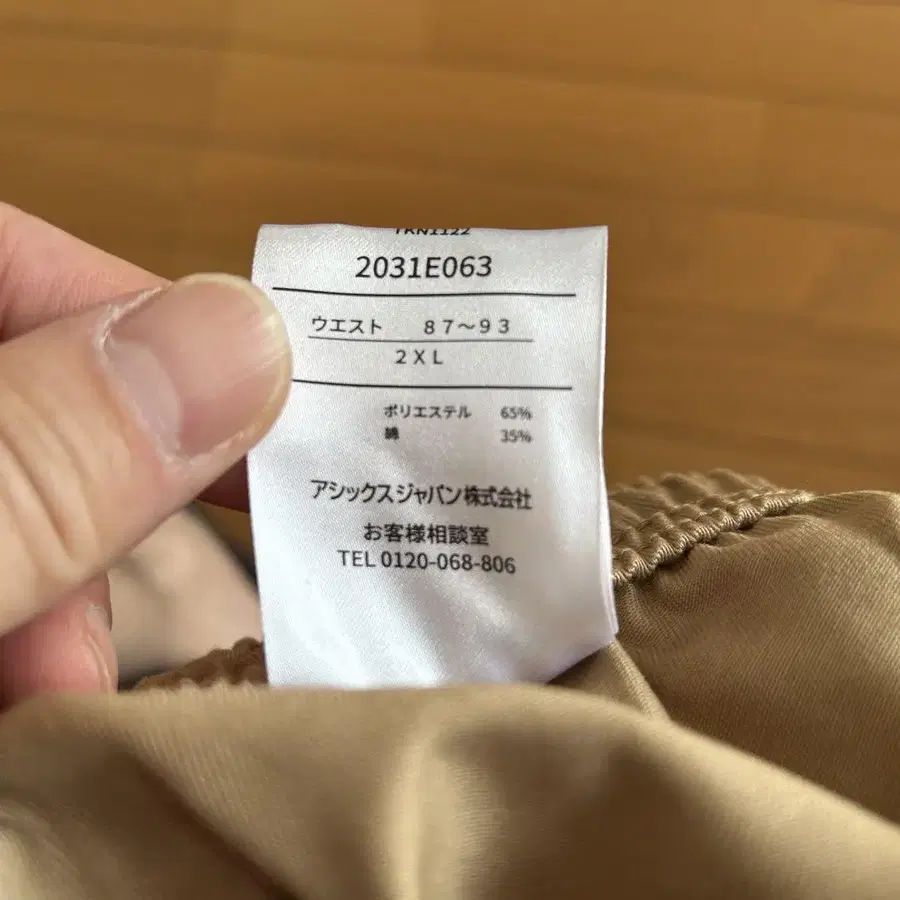 2031E063
ウエスト 87～93
2XL
ポリエステル 65%
綿 35%
アシックスジャパン株式会社
お客様相談室
TEL 0120-068-806